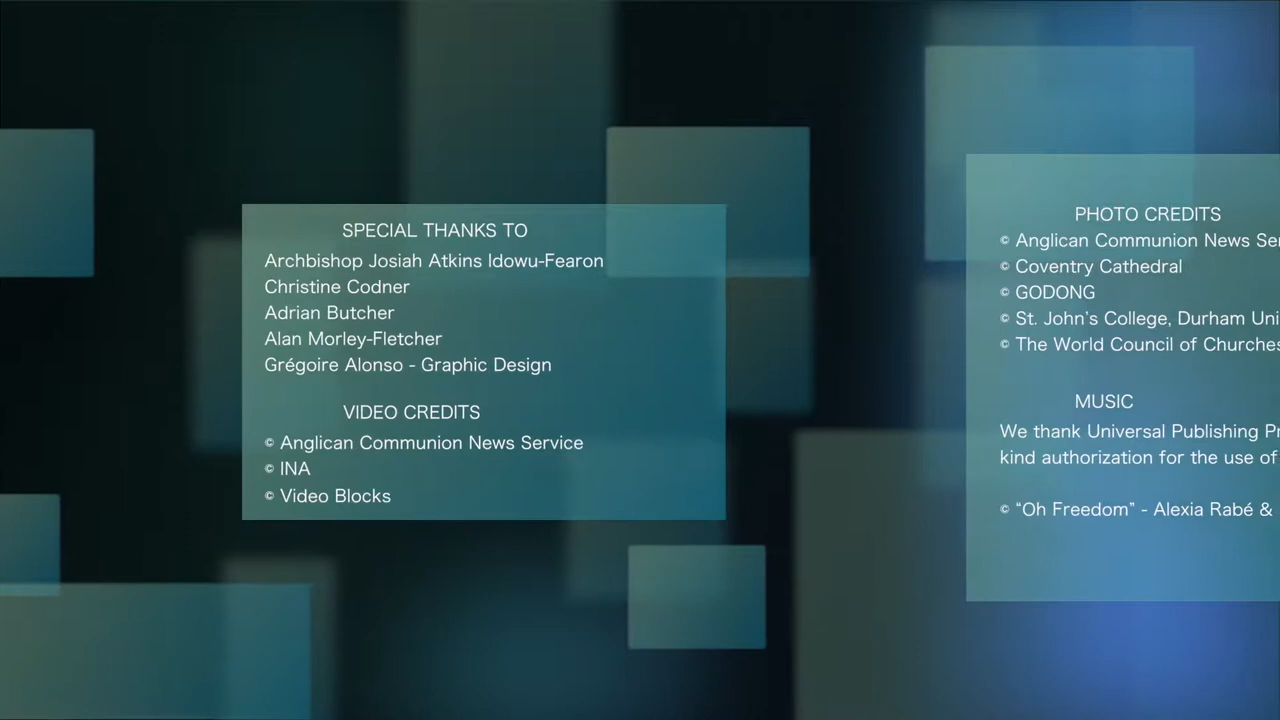 SPECIAL THANKS TO
Archbishop Josiah Atkins Idowu-Fearon
Christine Codner
Adrian Butcher
Alan Morley-Fletcher
Grégoire Alonso - Graphic Design
VIDEO CREDITS
© Anglican Communion News Service
© INA
© Video Blocks
PHOTO CREDITS
© Anglican Communion News
© Coventry Cathedral
© GODONG
© St. John's College, Durham
© The World Council of Churches
MUSIC
We thank Universal Publishing
kind authorization for the use of
© “Oh Freedom” - Alexia Rabé &